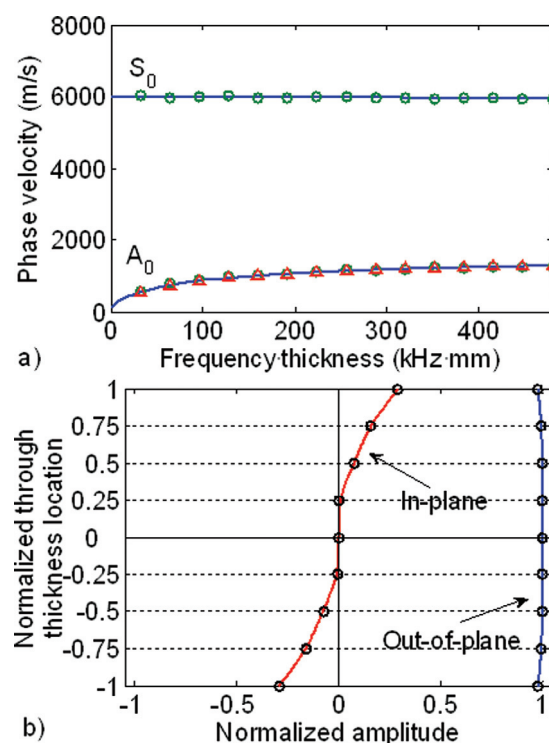 8000
6000
4000
2000
0
Phase velocity (m/s)
S0
A0
0 100 200 300 400
a) Frequency·thickness (kHz·mm)
1
0.75
0.5
0.25
0
-0.25
-0.5
-0.75
-1
Normalized through
thickness location
In-plane
Out-of-plane
-1 -0.5 0 0.5 1
b) Normalized amplitude